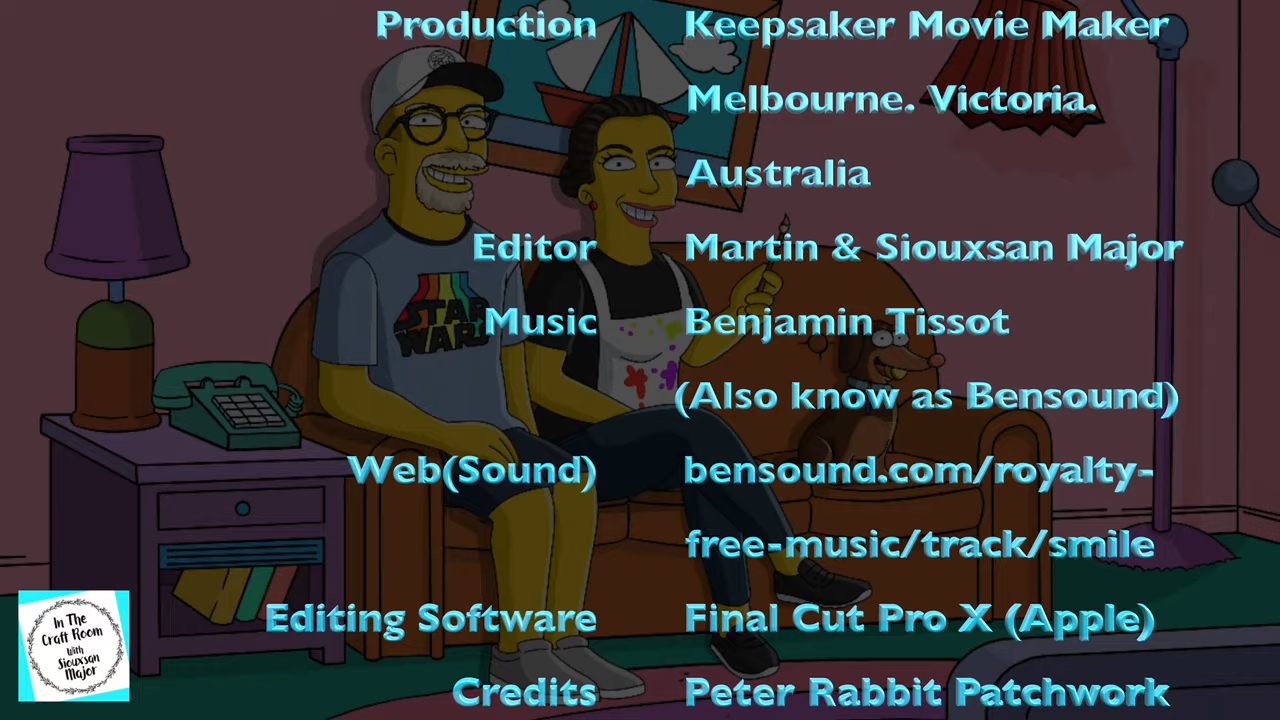 Production Keepsaker Movie Maker
Melbourne. Victoria.
Australia
Editor Martin & Siouxsan Major
Music Benjamin Tissot
(Also know as Bensound)
Web(Sound) bensound.com/royalty-
free-music/track/smile
Editing Software Final Cut Pro X (Apple)
Credits Peter Rabbit Patchwork
STAR
WARS
In The
Craft Room
With
Siouxsan
Major